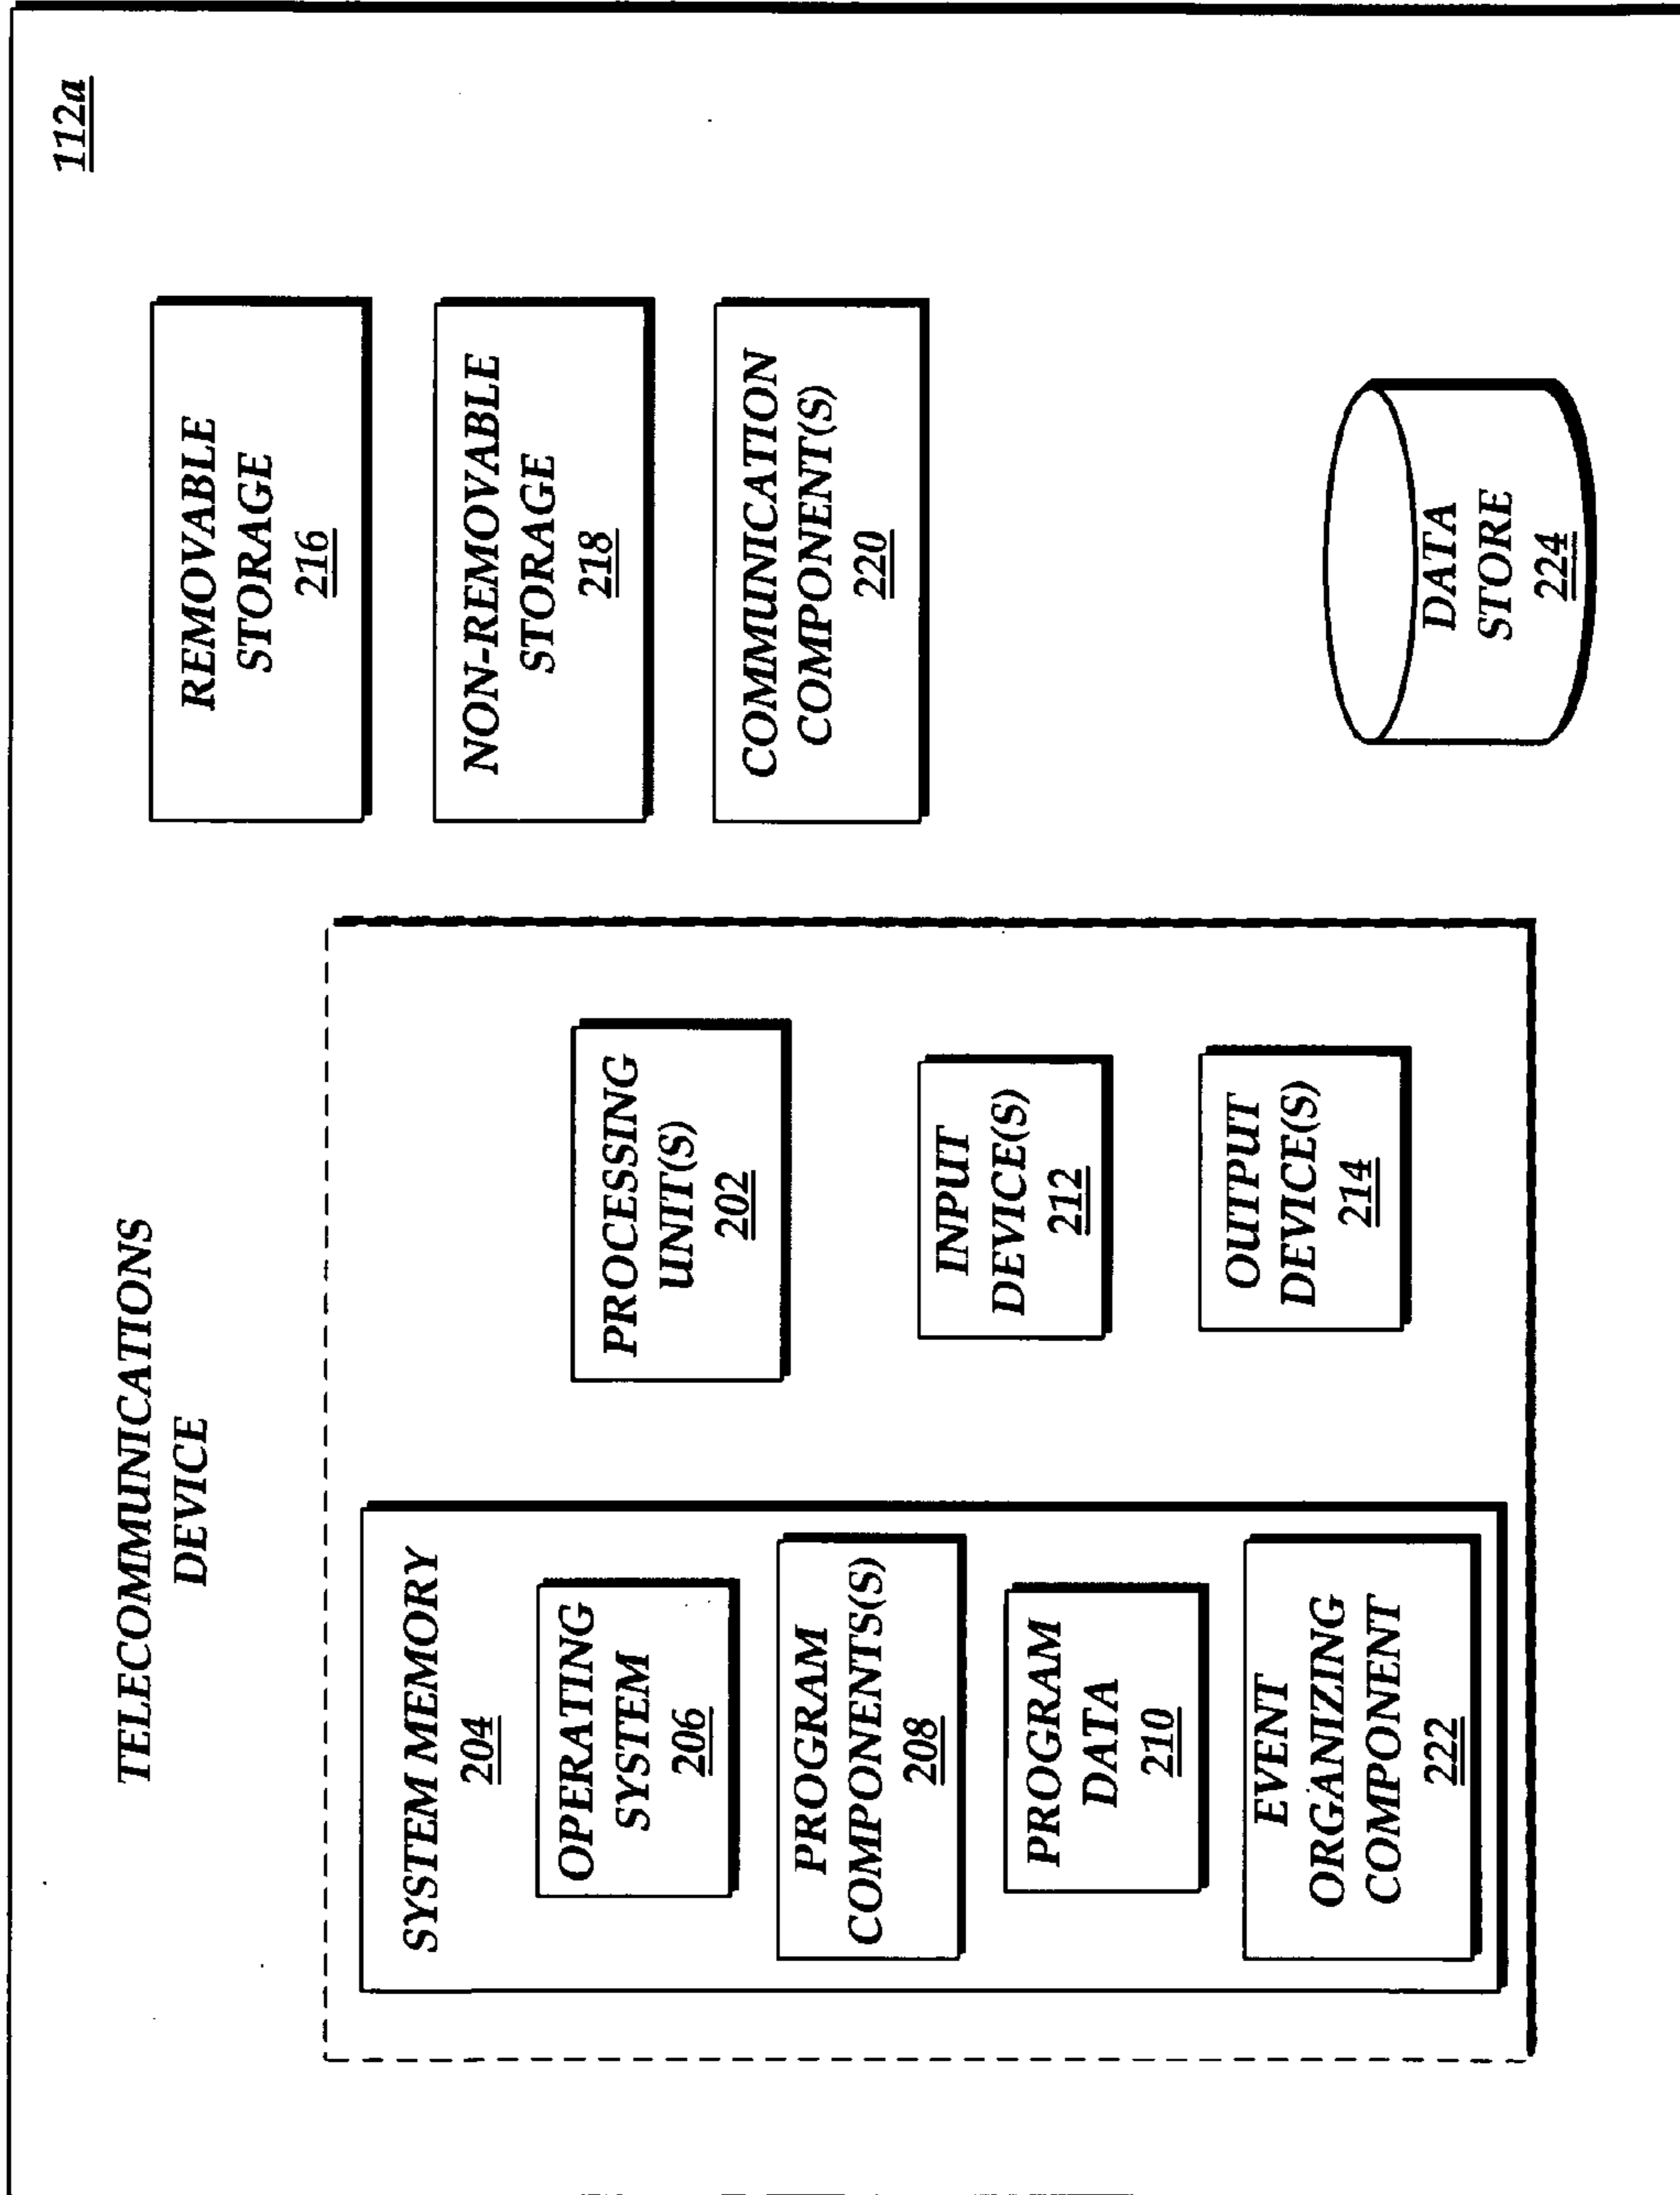 TELECOMMUNICATIONS
DEVICE
112a
SYSTEM MEMORY
204
OPERATING
SYSTEM
206
PROGRAM
COMPONENTS(S)
208
PROGRAM
DATA
210
EVENT
ORGANIZING
COMPONENT
222
PROCESSING
UNIT(S)
202
INPUT
DEVICE(S)
212
OUTPUT
DEVICE(S)
214
REMOVABLE
STORAGE
216
NON-REMOVABLE
STORAGE
218
COMMUNICATION
COMPONENT(S)
220
DATA
STORE
224